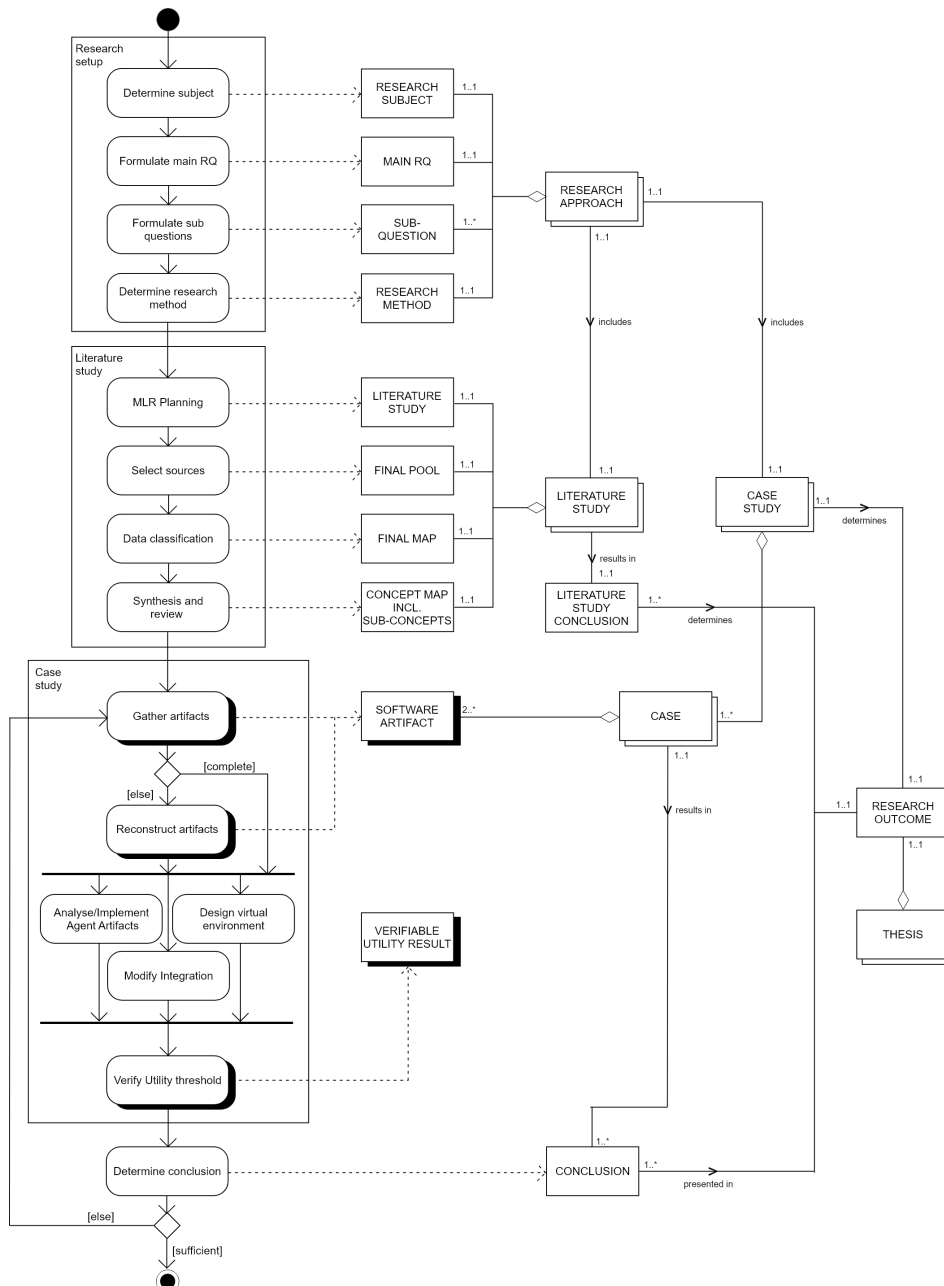 Research
setup
Determine subject
RESEARCH
SUBJECT
1..1
Formulate main RQ
MAIN RQ
1..1
Formulate sub
questions
SUB-
QUESTION
1..*
Determine research
method
RESEARCH
METHOD
1..1
RESEARCH
APPROACH
1..1
1..1
includes
includes
Literature
study
MLR Planning
LITERATURE
STUDY
1..1
Select sources
FINAL POOL
1..1
Data classification
FINAL MAP
1..1
Synthesis and
review
CONCEPT MAP
INCL.
SUB-CONCEPTS
1..1
1..1
LITERATURE
STUDY
results in
1..1
LITERATURE
STUDY
CONCLUSION
1..*
determines
1..1
CASE
STUDY
1..1
determines
Case
study
Gather artifacts
SOFTWARE
ARTIFACT
2..*
CASE
1..*
1..1
results in
[complete]
[else]
Reconstruct artifacts
1..1
1..1
RESEARCH
OUTCOME
1..1
THESIS
Analyse/Implement
Agent Artifacts
Design virtual
environment
Modify Integration
VERIFIABLE
UTILITY RESULT
Verify Utility threshold
Determine conclusion
1..*
CONCLUSION
1..*
presented in
[else]
[sufficient]